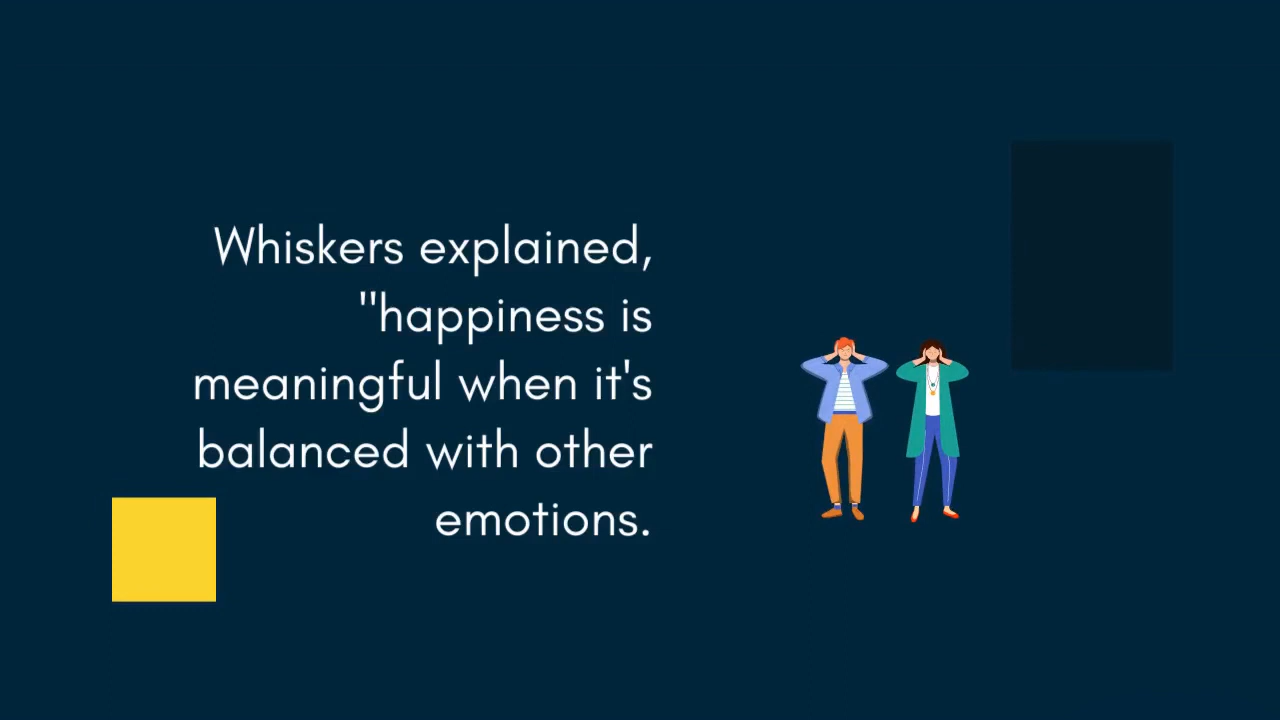 Whiskers explained,
"happiness is
meaningful when it's
balanced with other
emotions.